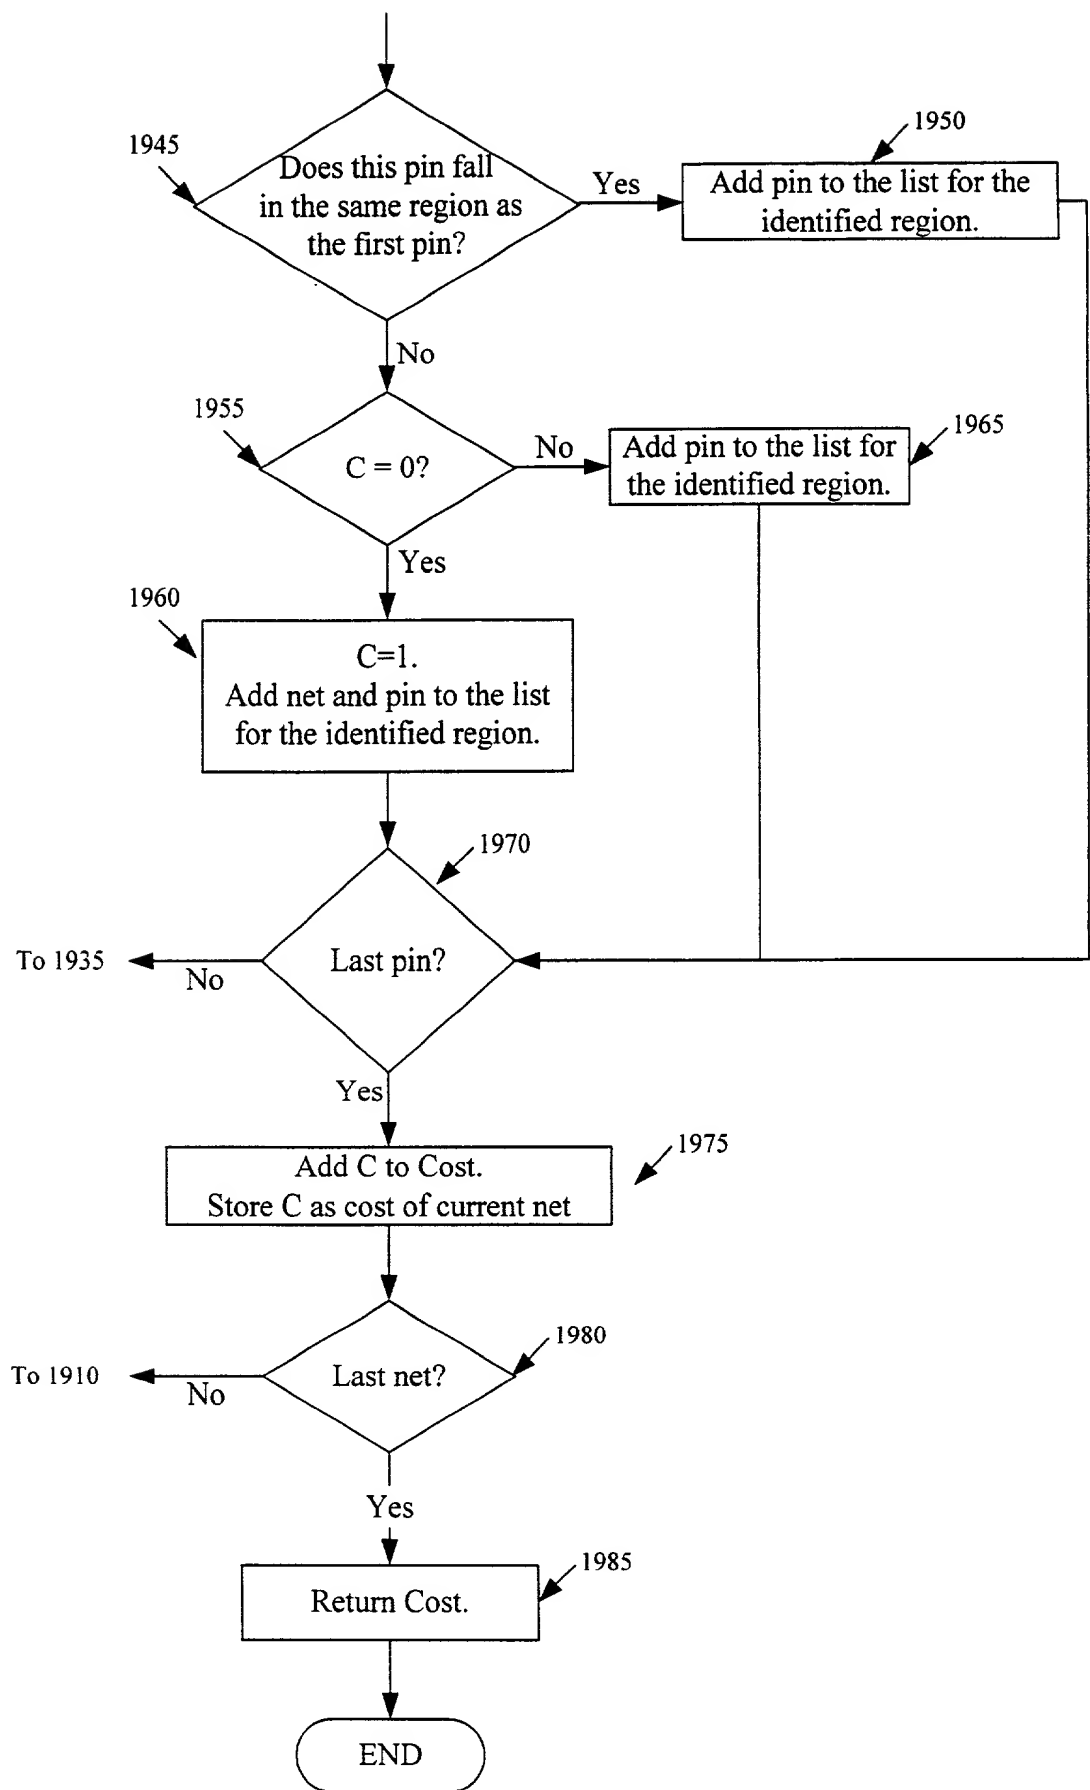 1945
Does this pin fall
in the same region as
the first pin?
Yes
1950
Add pin to the list for the
identified region.
No
1955
C = 0?
No
1965
Add pin to the list for
the identified region.
Yes
1960
C=1.
Add net and pin to the list
for the identified region.
1970
Last pin?
To 1935
No
Yes
1975
Add C to Cost.
Store C as cost of current net
1980
Last net?
To 1910
No
Yes
1985
Return Cost.
END